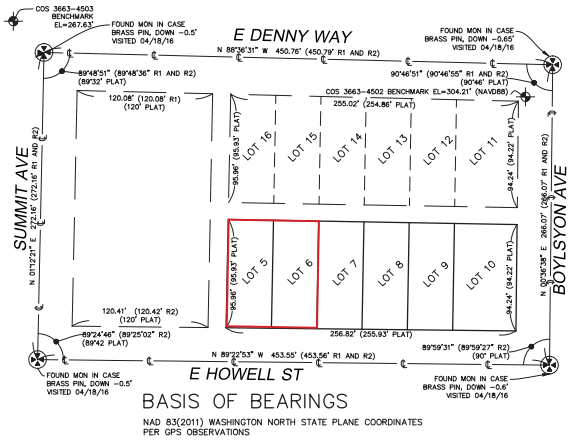 COS 3663-4503
BENCHMARK
EL=267.63'
FOUND MON IN CASE
BRASS PIN, DOWN -0.5'
VISITED 04/18/16
E DENNY WAY
N 88°36'31" W 450.76' (450.79' R1 AND R2)
FOUND MON IN CASE
BRASS PIN, DOWN -0.65'
VISITED 04/18/16
89°48'51" (89°48'36" R1 AND R2)
(89°32' PLAT)
90°46'51" (90°46'55" R1 AND R2)
(90°46' PLAT)
COS 3663-4502 BENCHMARK EL=304.21' (NAVD88)
120.08' (120.08' R1)
(120' PLAT)
255.02' (254.86' PLAT)
SUMMIT AVE
N 01°12'21" E 272.16' (272.16' R1 AND R2)
95.96' (95.93' PLAT)
LOT 16
LOT 15
LOT 14
LOT 13
LOT 12
LOT 11
94.24' (94.22' PLAT)
N 00°36'38" E 266.07' (266.07 R1 AND R2)
BOYLSYON AVE
95.96' (95.93' PLAT)
LOT 5
LOT 6
LOT 7
LOT 8
LOT 9
LOT 10
94.24' (94.22' PLAT)
120.41' (120.42' R2)
(120' PLAT)
256.82' (255.93' PLAT)
89°24'46" (89°25'02" R2)
(89°42 PLAT)
89°59'31" (89°59'27" R2)
(90° PLAT)
N 89°22'53" W 453.55' (453.56' R1 AND R2)
E HOWELL ST
FOUND MON IN CASE
BRASS PIN, DOWN -0.5'
VISITED 04/18/16
FOUND MON IN CASE
BRASS PIN, DOWN -0.6'
VISITED 04/18/16
BASIS OF BEARINGS
NAD 83(2011) WASHINGTON NORTH STATE PLANE COORDINATES
PER GPS OBSERVATIONS